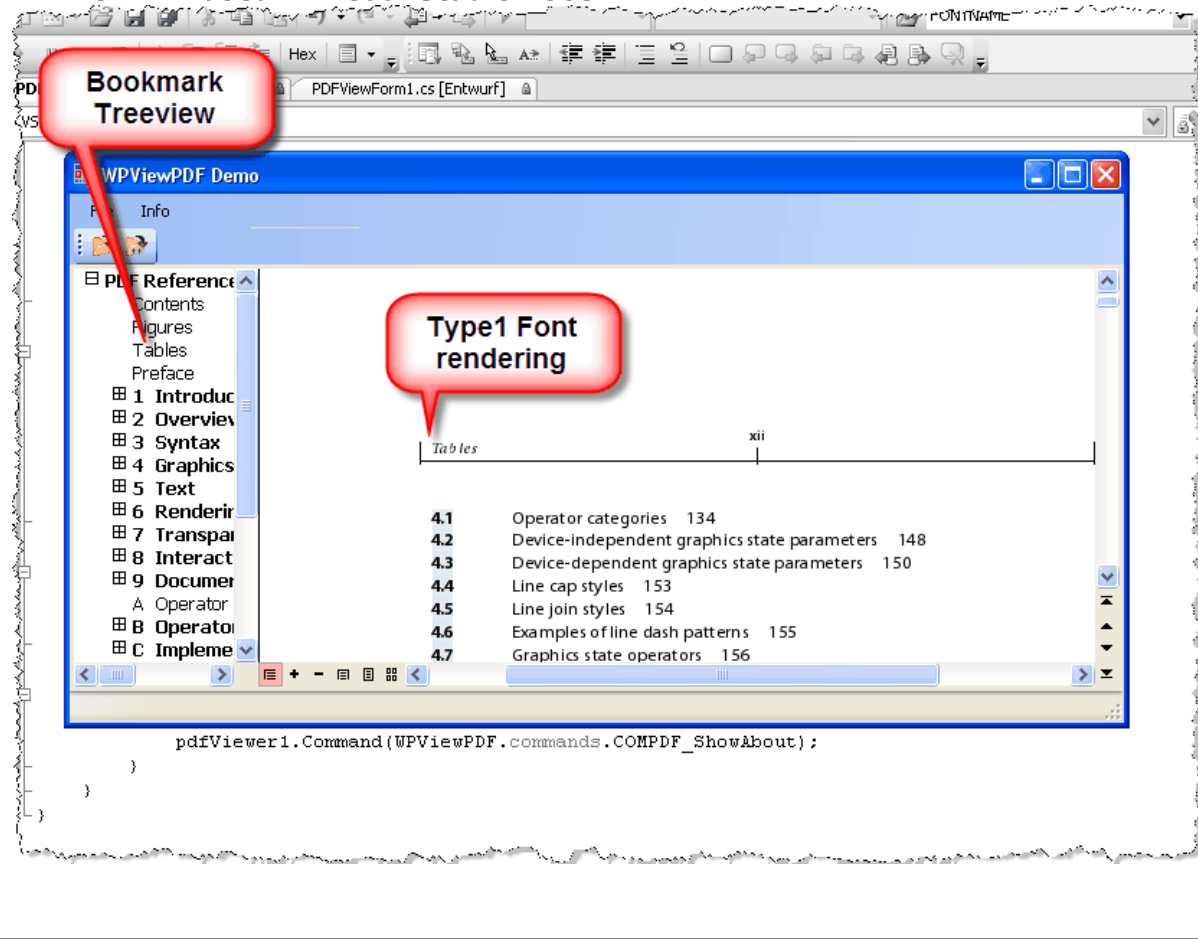 FONTNAME
Hex
PDFViewForm1.cs [Entwurf]
Bookmark
Treeview
WPViewPDF Demo
Info
PDF Reference
Contents
Figures
Tables
Preface
1 Introduc
2 Overview
3 Syntax
4 Graphics
5 Text
6 Renderin
7 Transpar
8 Interact
9 Documen
A Operator
B Operator
C Impleme
Type1 Font
rendering
Tables
xii
4.1 Operator categories 134
4.2 Device-independent graphics state parameters 148
4.3 Device-dependent graphics state parameters 150
4.4 Line cap styles 153
4.5 Line join styles 154
4.6 Examples of line dash patterns 155
4.7 Graphics state operators 156
pdfViewer1.Command(WPViewPDF.commands.COMPDF_ShowAbout);
}
}
}